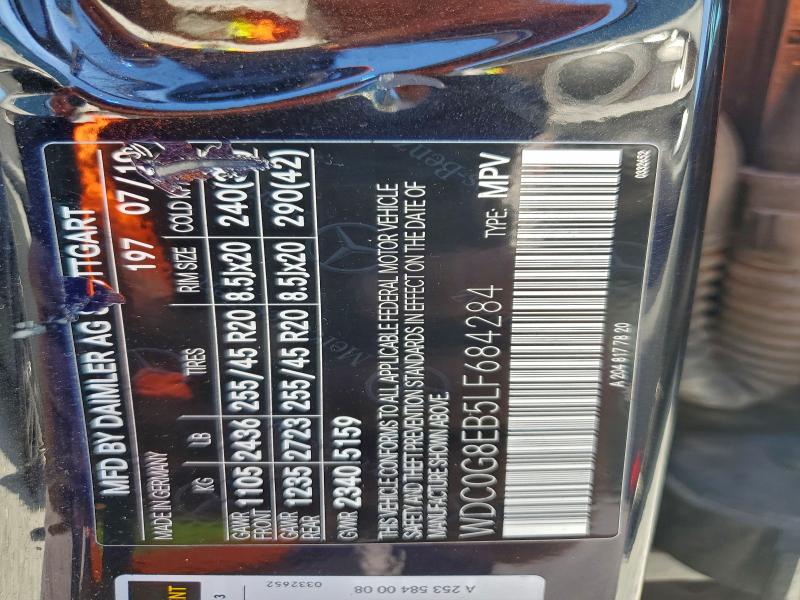 MFD BY DAIMLER AG STUTTGART
MADE IN GERMANY 197 07/19
KG LB TIRES RIM SIZE COLD
GAWR FRONT 1105 2436 255/45 R20 8.5Jx20 240(
GAWR REAR 1235 2723 255/45 R20 8.5Jx20 290(42)
GVWR 2340 5159
THIS VEHICLE CONFORMS TO ALL APPLICABLE FEDERAL MOTOR VEHICLE
SAFETY AND THEFT PREVENTION STANDARDS IN EFFECT ON THE DATE OF
MANUFACTURE SHOWN ABOVE.
WDC0G8EB5LF684284 TYPE: MPV
A 204 817 78 20 0332652
A 253 584 00 08
0332652